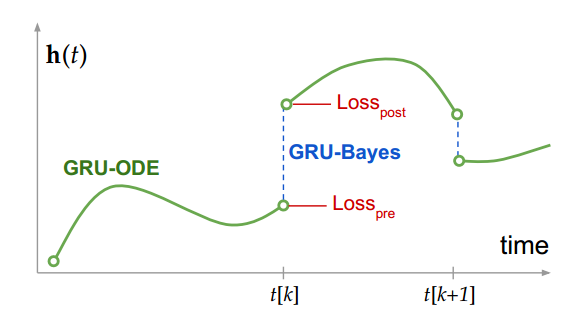 h(t)
Loss_post
GRU-Bayes
GRU-ODE
Loss_pre
time
t[k]
t[k+1]